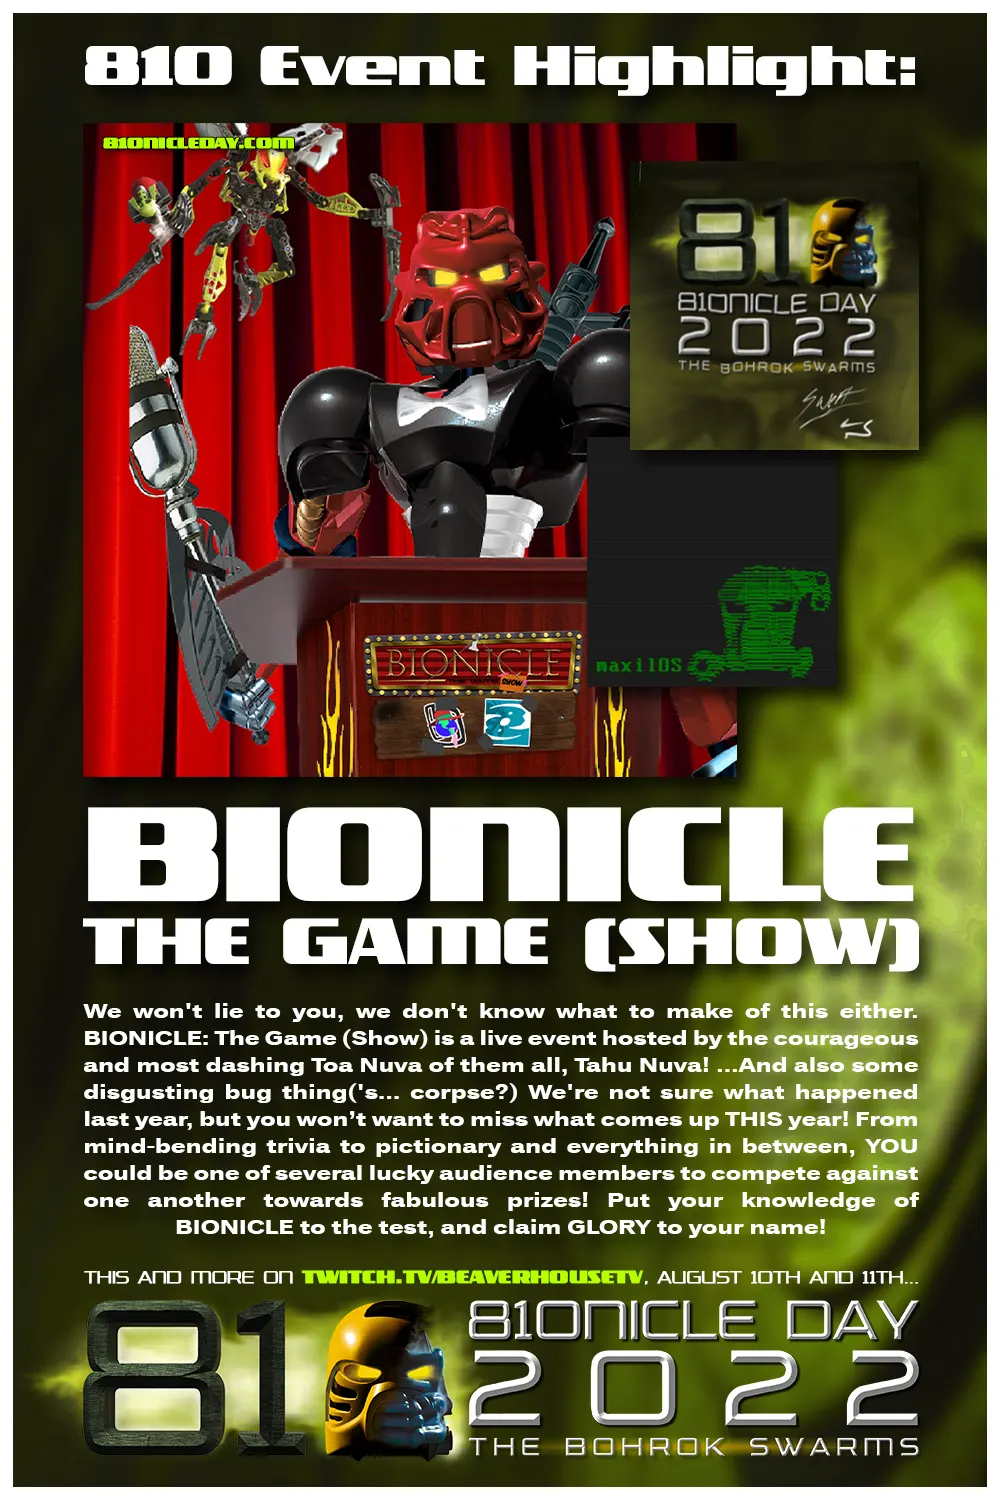 810 Event Highlight:
81ONICLEDAY.COM
81
81ONICLE DAY
2022
THE BOHROK SWARMS
maxilOS
BIONICLE
SHOW
BIONICLE
THE GAME (SHOW)
We won't lie to you, we don't know what to make of this either.
BIONICLE: The Game (Show) is a live event hosted by the courageous
and most dashing Toa Nuva of them all, Tahu Nuva! ...And also some
disgusting bug thing('s... corpse?) We're not sure what happened
last year, but you won’t want to miss what comes up THIS year! From
mind-bending trivia to pictionary and everything in between, YOU
could be one of several lucky audience members to compete against
one another towards fabulous prizes! Put your knowledge of
BIONICLE to the test, and claim GLORY to your name!
THIS AND MORE ON TWITCH.TV/BEAVERHOUSETV, AUGUST 10TH AND 11TH...
81
81ONICLE DAY
2022
THE BOHROK SWARMS